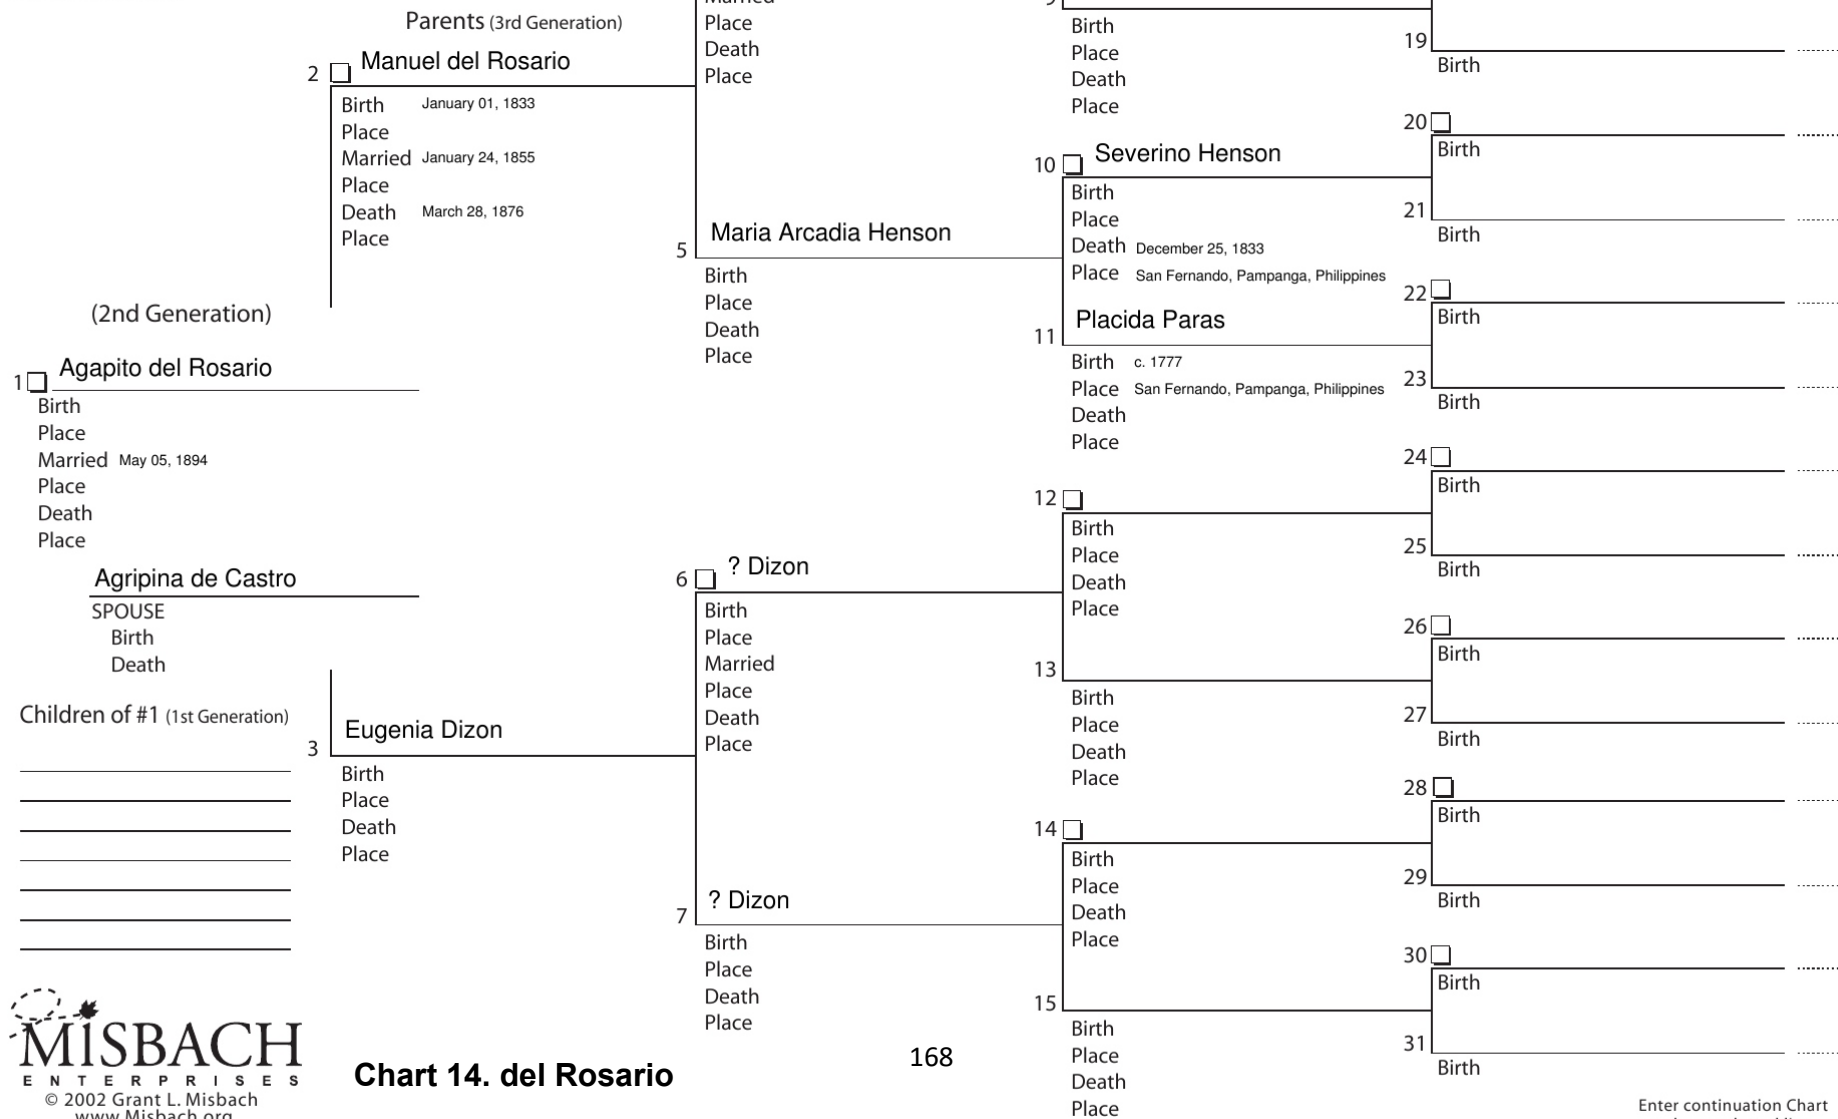 Parents (3rd Generation)
2 Manuel del Rosario
Birth January 01, 1833
Place
Married January 24, 1855
Place
Death March 28, 1876
Place
(2nd Generation)
1 Agapito del Rosario
Birth
Place
Married May 05, 1894
Place
Death
Place
Agripina de Castro
SPOUSE
Birth
Death
Children of #1 (1st Generation)
3 Eugenia Dizon
Birth
Place
Death
Place
Married
Place
Death
Place
5 Maria Arcadia Henson
Birth
Place
Death
Place
6 ? Dizon
Birth
Place
Married
Place
Death
Place
7 ? Dizon
Birth
Place
Death
Place
9
Birth
Place
Death
Place
10 Severino Henson
Birth
Place
Death December 25, 1833
Place San Fernando, Pampanga, Philippines
11 Placida Paras
Birth c. 1777
Place San Fernando, Pampanga, Philippines
Death
Place
12
Birth
Place
Death
Place
13
Birth
Place
Death
Place
14
Birth
Place
Death
Place
15
Birth
Place
Death
Place
19
Birth
20
Birth
21
Birth
22
Birth
23
Birth
24
Birth
25
Birth
26
Birth
27
Birth
28
Birth
29
Birth
30
Birth
31
Birth
MISBACH
ENTERPRISES
© 2002 Grant L. Misbach
www.Misbach.org
Chart 14. del Rosario
168
Enter continuation Chart